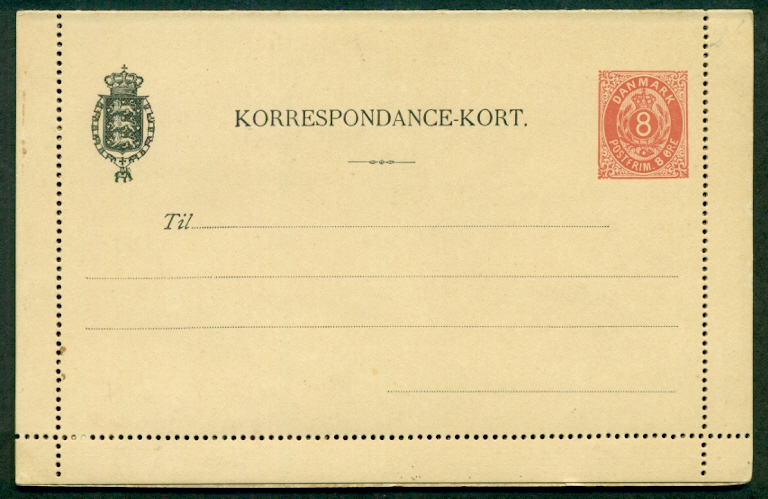 KORRESPONDANCE-KORT.
DANMARK
8
POSTFRIM. 8 ØRE
Til